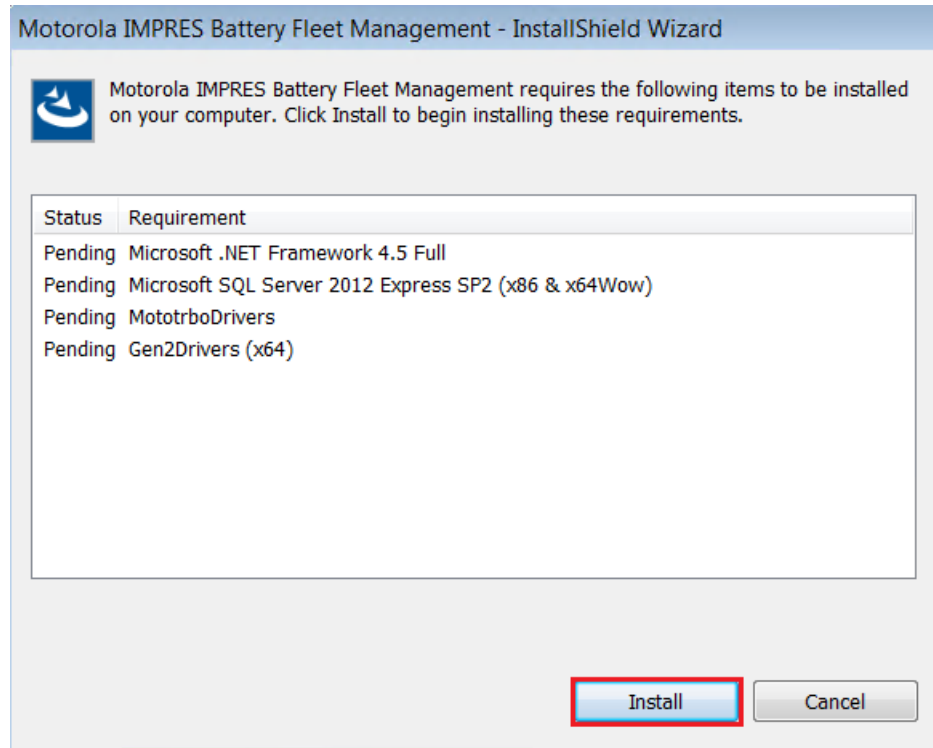 Motorola IMPRES Battery Fleet Management - InstallShield Wizard
Motorola IMPRES Battery Fleet Management requires the following items to be installed
on your computer. Click Install to begin installing these requirements.
Status Requirement
Pending Microsoft .NET Framework 4.5 Full
Pending Microsoft SQL Server 2012 Express SP2 (x86 & x64Wow)
Pending MototrboDrivers
Pending Gen2Drivers (x64)
Install Cancel